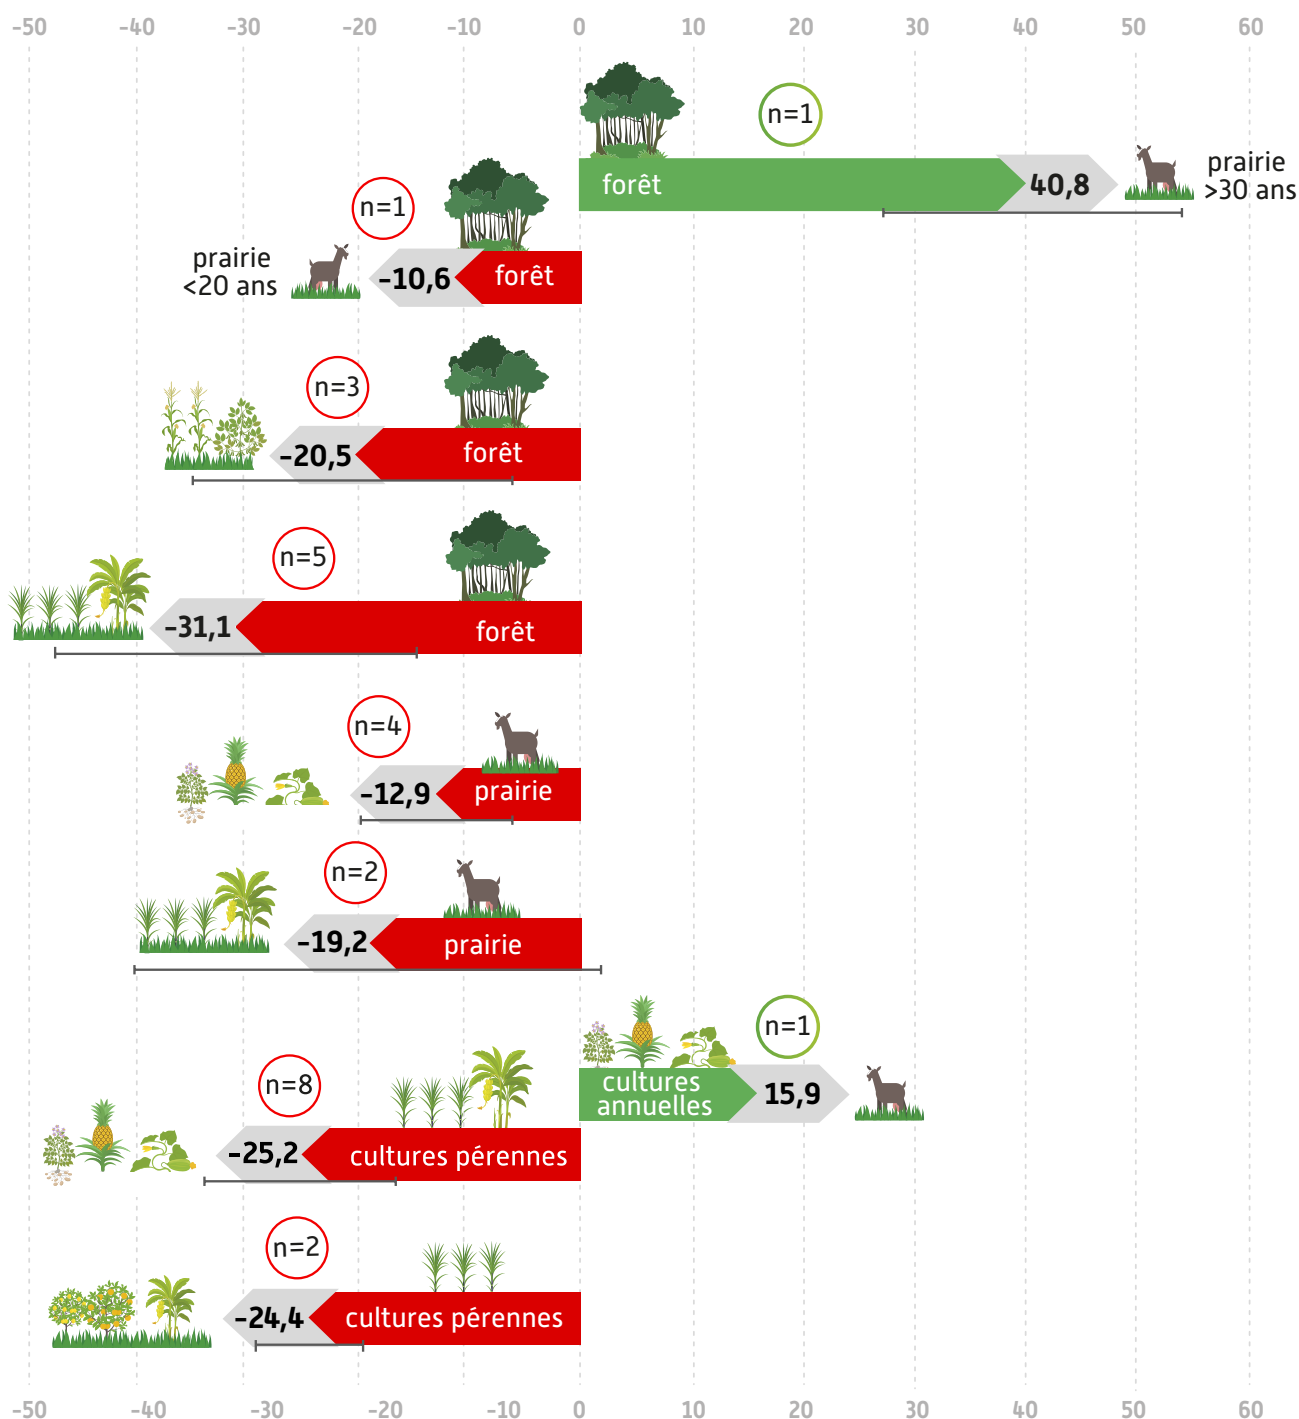 -50 -40 -30 -20 -10 0 10 20 30 40 50 60
n=1
forêt
40,8
prairie
>30 ans
n=1
prairie
<20 ans
-10,6
forêt
n=3
-20,5
forêt
n=5
-31,1
forêt
n=4
-12,9
prairie
n=2
-19,2
prairie
n=1
cultures
annuelles
15,9
n=8
-25,2
cultures pérennes
n=2
-24,4
cultures pérennes
-50 -40 -30 -20 -10 0 10 20 30 40 50 60